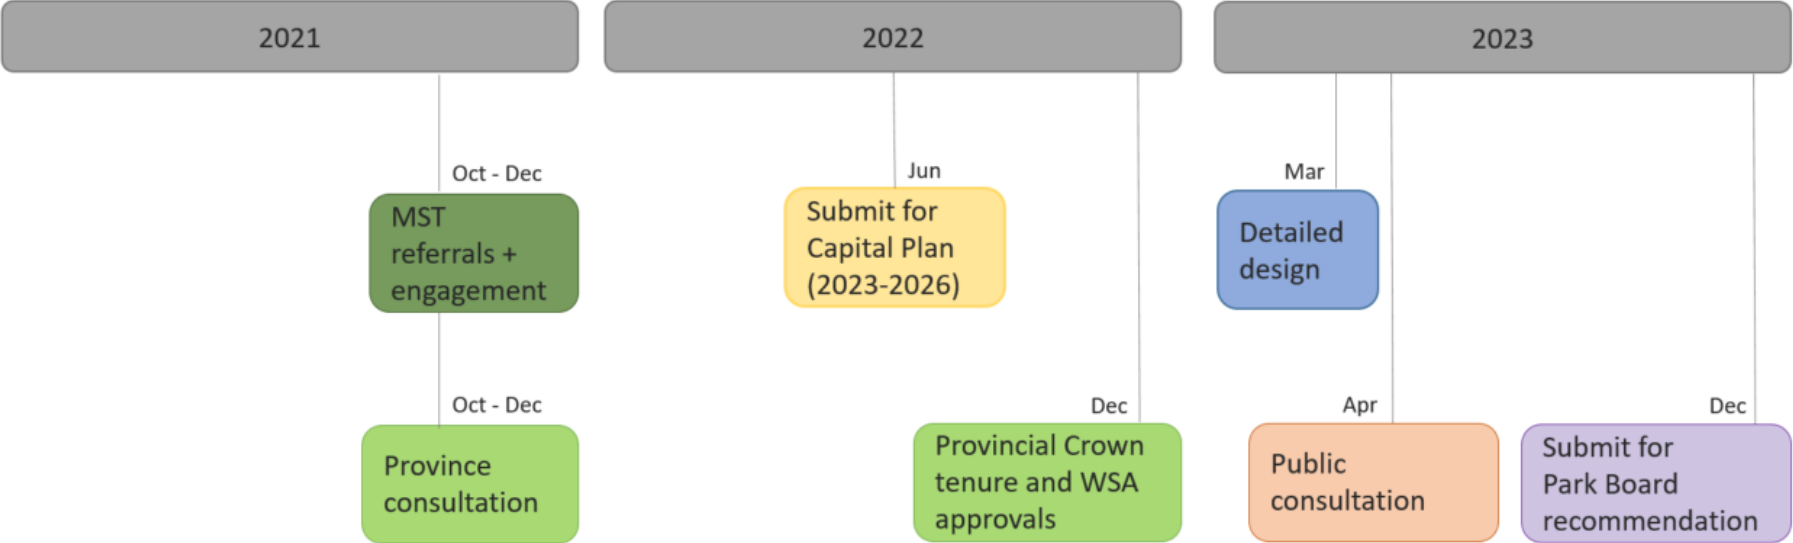 2021
2022
2023
Oct - Dec
MST
referrals +
engagement
Oct - Dec
Province
consultation
Jun
Submit for
Capital Plan
(2023-2026)
Dec
Provincial Crown
tenure and WSA
approvals
Mar
Detailed
design
Apr
Public
consultation
Dec
Submit for
Park Board
recommendation